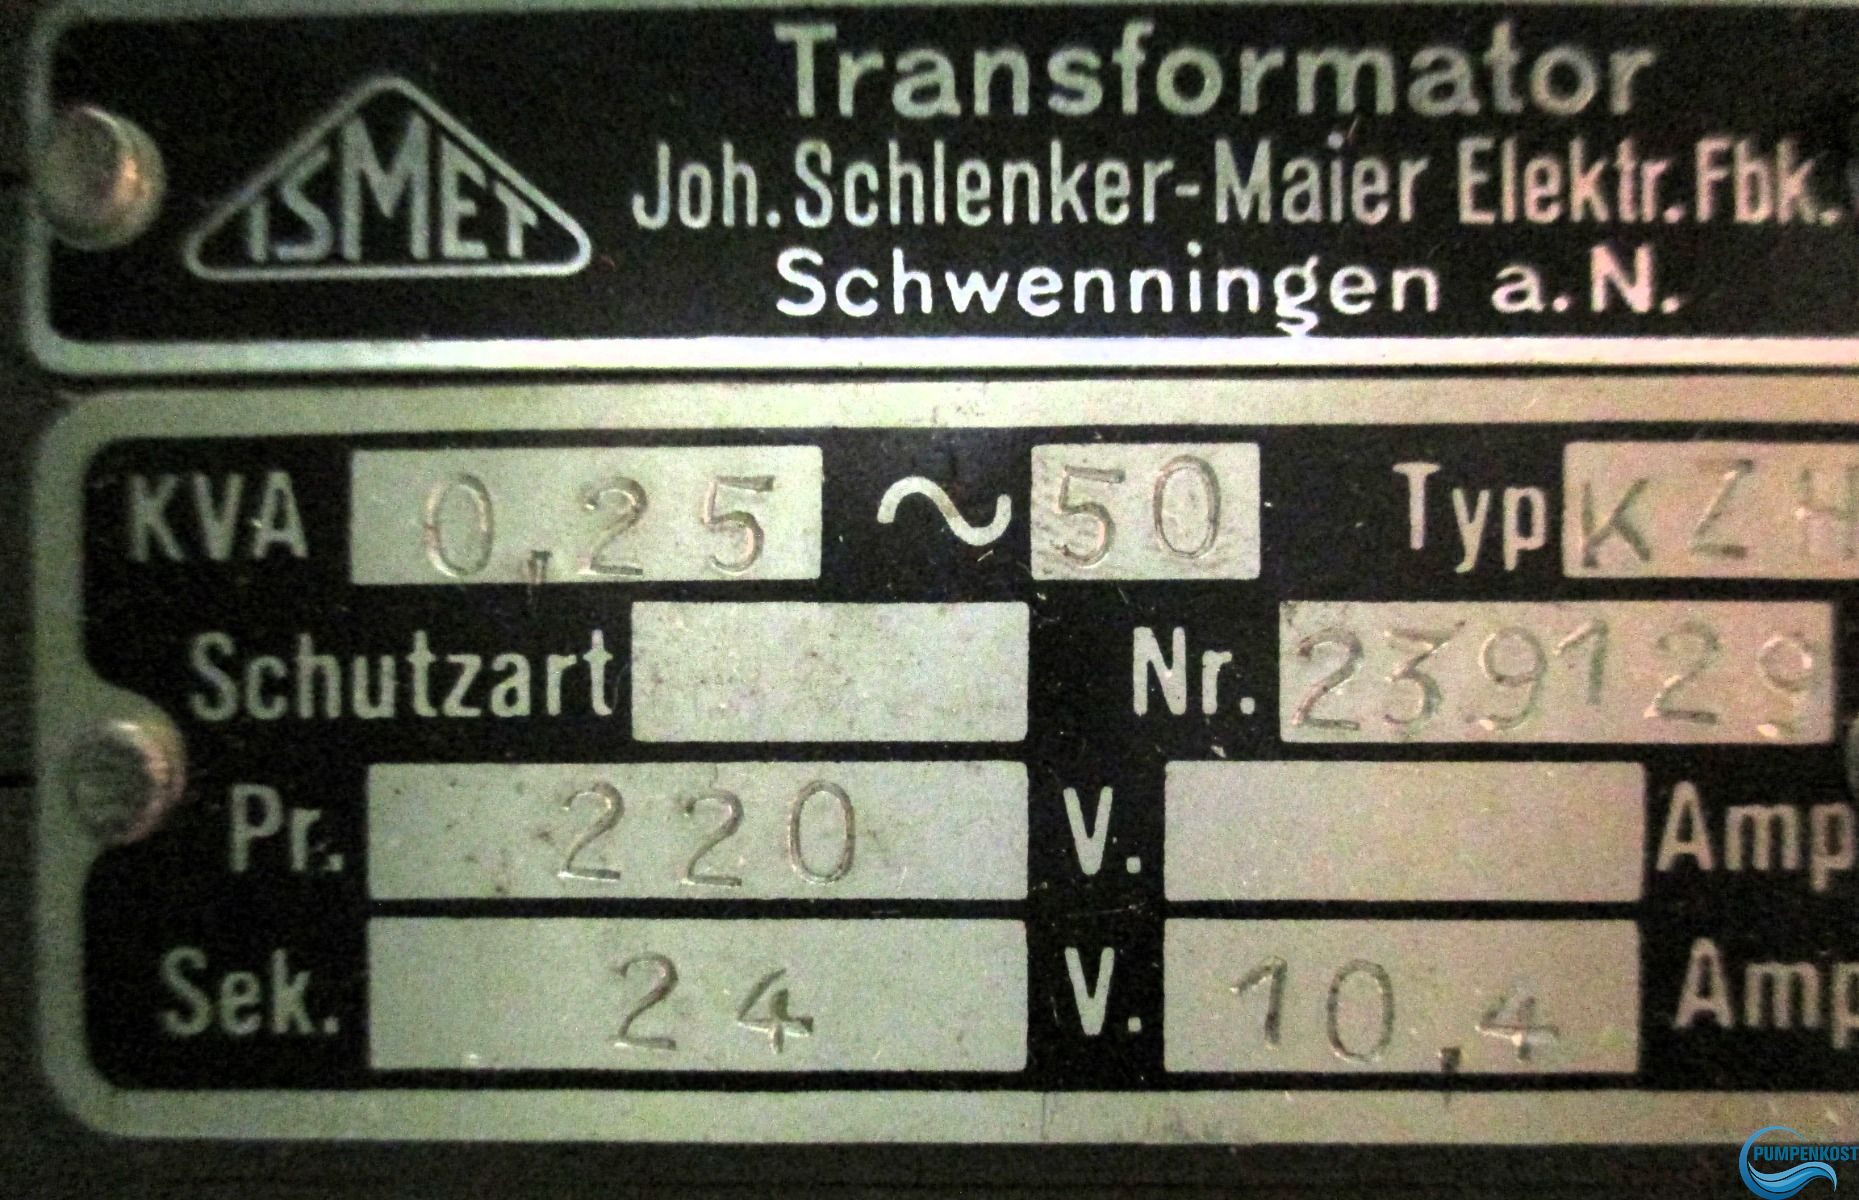 ISMET
Transformator
Joh. Schlenker-Maier Elektr. Fbk.
Schwenningen a. N.
KVA 0,25 ~ 50 Typ KZH
Schutzart Nr. 239129
Pr. 220 V. Amp
Sek. 24 V. 10,4 Amp
PUMPENKOST